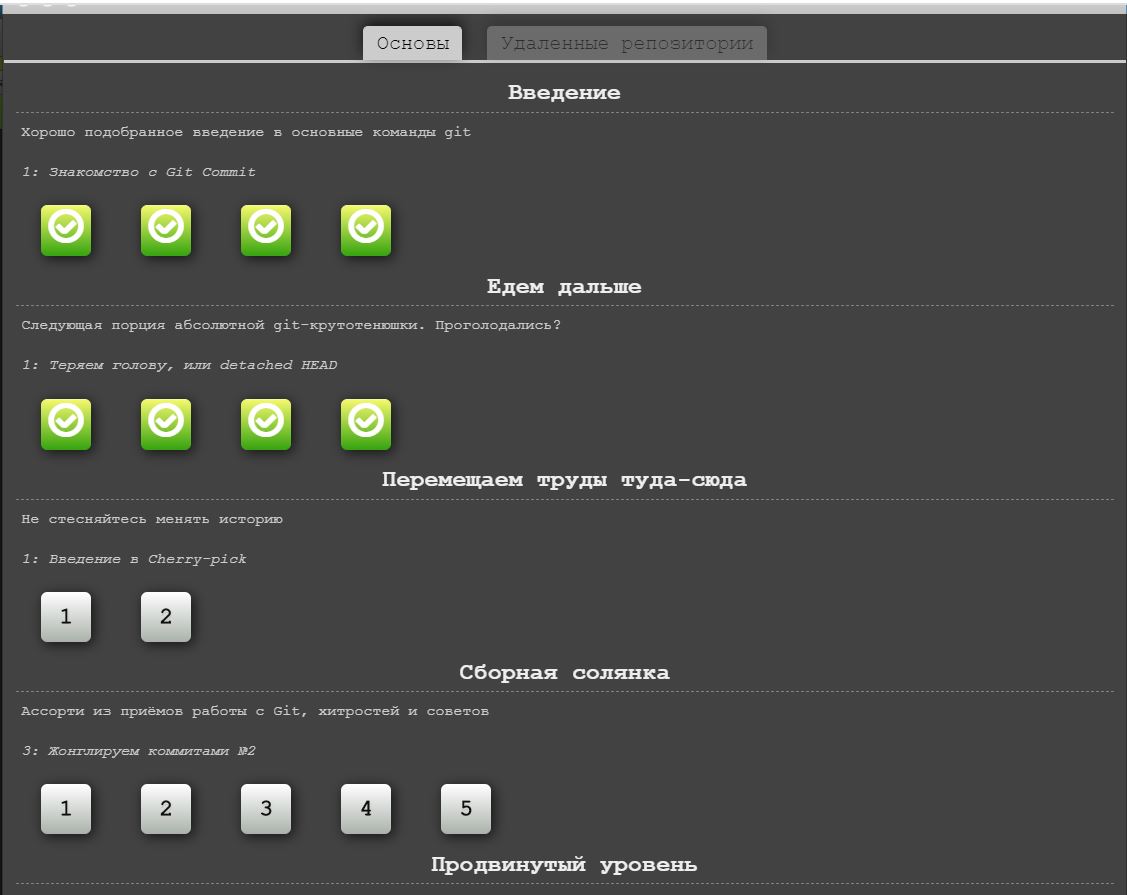 Основы Удаленные репозитории
Введение
Хорошо подобранное введение в основные команды git
1: Знакомство с Git Commit
Едем дальше
Следующая порция абсолютной git-крутотенюшки. Проголодались?
1: Теряем голову, или detached HEAD
Перемещаем труды туда-сюда
Не стесняйтесь менять историю
1: Введение в Cherry-pick
1 2
Сборная солянка
Ассорти из приёмов работы с Git, хитростей и советов
3: Жонглируем коммитами №2
1 2 3 4 5
Продвинутый уровень